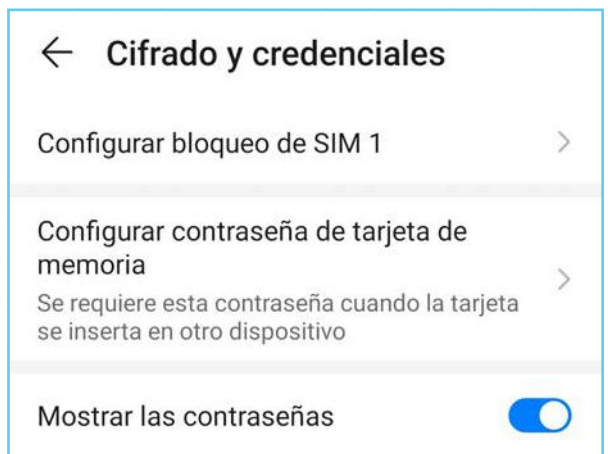 Cifrado y credenciales
Configurar bloqueo de SIM 1
Configurar contraseña de tarjeta de
memoria
Se requiere esta contraseña cuando la tarjeta
se inserta en otro dispositivo
Mostrar las contraseñas